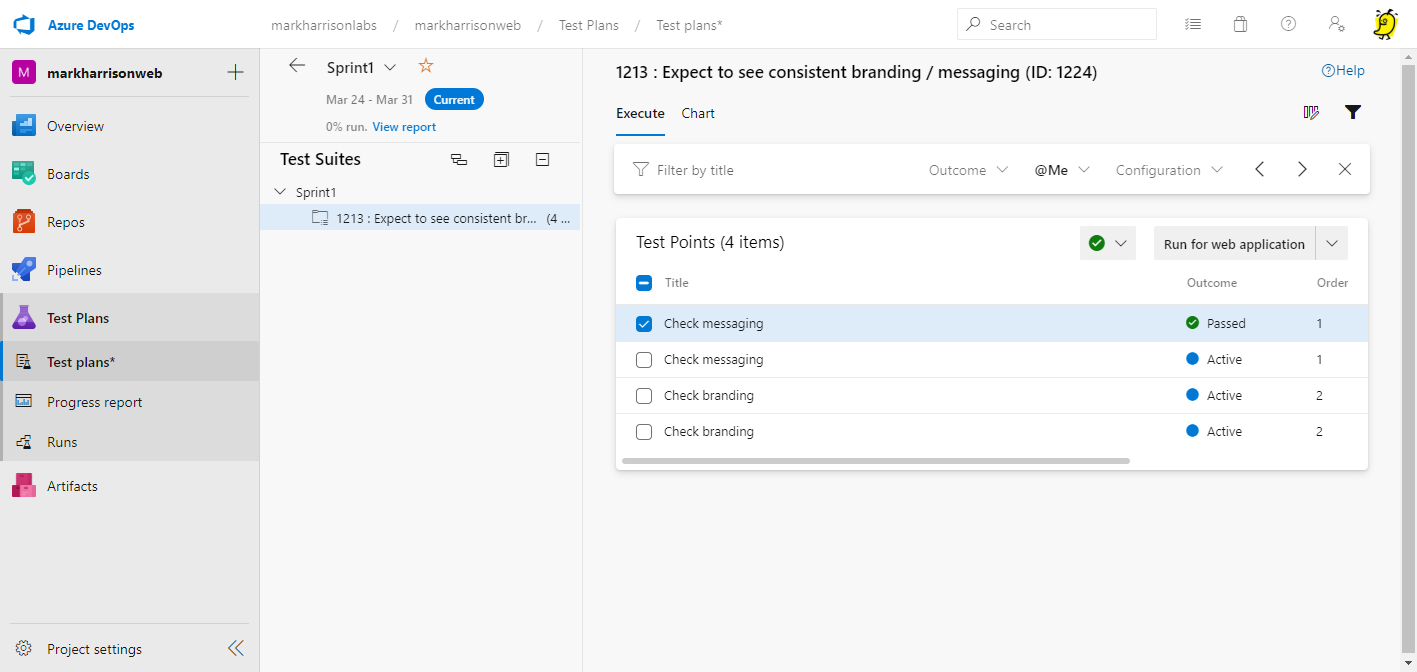 Azure DevOps
markharrisonlabs / markharrisonweb / Test Plans / Test plans*
Search
M markharrisonweb
Overview
Boards
Repos
Pipelines
Test Plans
Test plans*
Progress report
Runs
Artifacts
Project settings
Sprint1
Mar 24 - Mar 31 Current
0% run. View report
Test Suites
Sprint1
1213 : Expect to see consistent br... (4 ...
1213 : Expect to see consistent branding / messaging (ID: 1224)
Help
Execute Chart
Filter by title Outcome @Me Configuration
Test Points (4 items) Run for web application
Title Outcome Order
Check messaging Passed 1
Check messaging Active 1
Check branding Active 2
Check branding Active 2